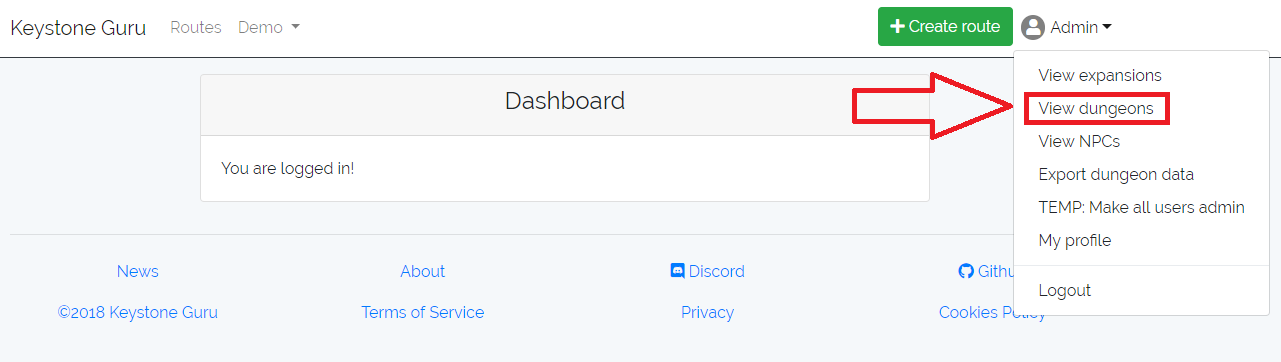 Keystone Guru Routes Demo Create route Admin
View expansions
Dashboard
View dungeons
View NPCs
You are logged in!
Export dungeon data
TEMP: Make all users admin
My profile
News About Discord Githu
Logout
©2018 Keystone Guru Terms of Service Privacy Cookies Policy